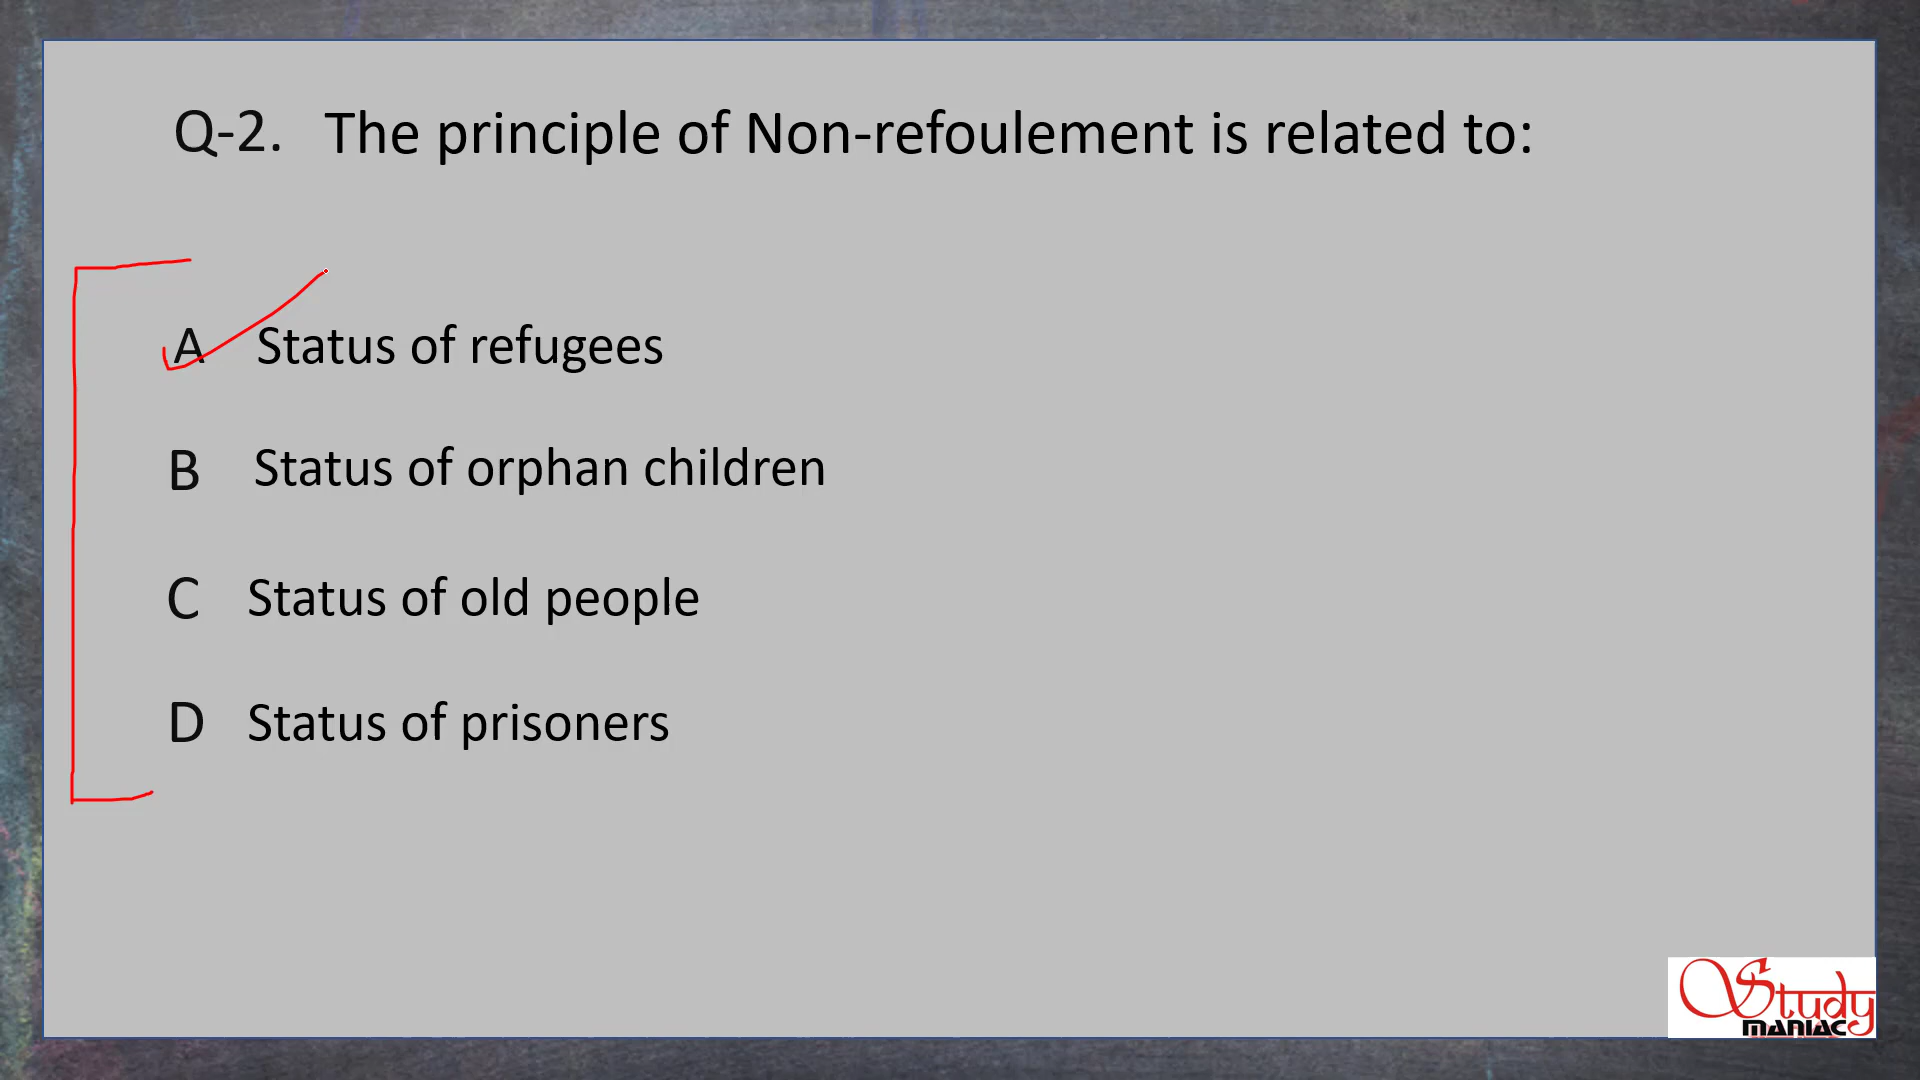 Q-2. The principle of Non-refoulement is related to:
A Status of refugees
B Status of orphan children
C Status of old people
D Status of prisoners
Study
MANIAC